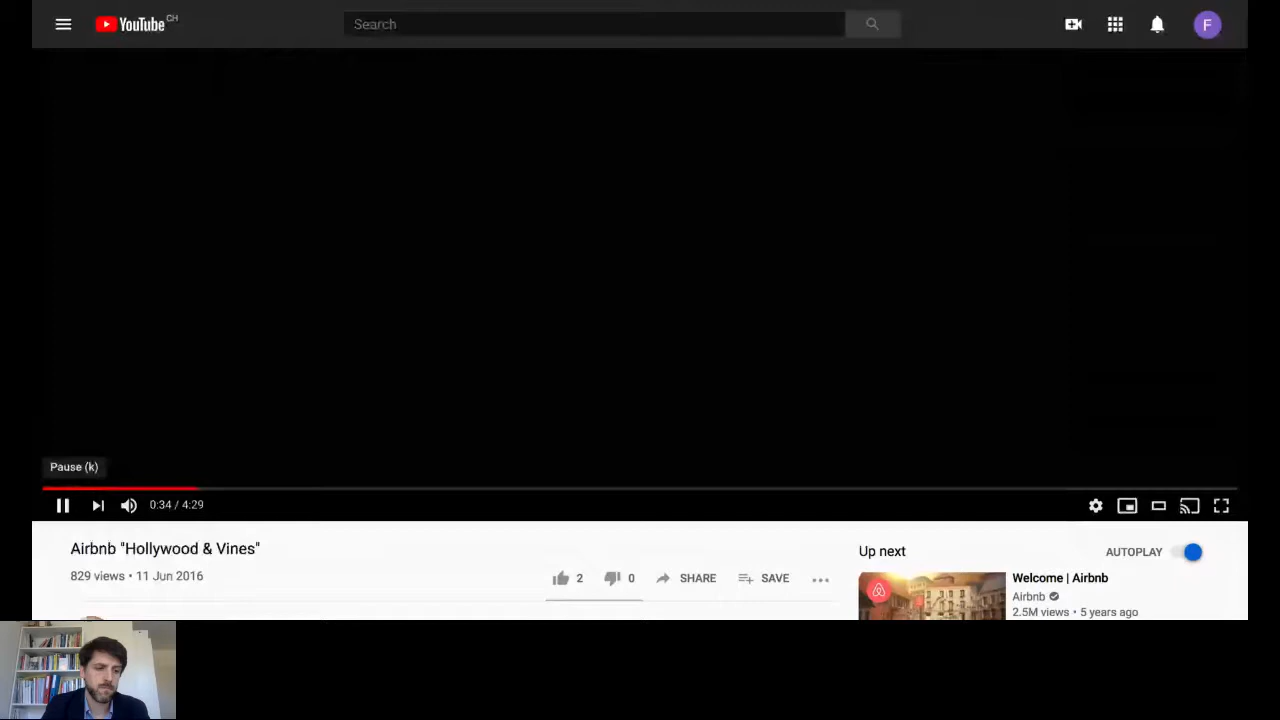 YouTube CH
Search
F
Pause (k)
0:34 / 4:29
Airbnb "Hollywood & Vines"
829 views • 11 Jun 2016
2
0
SHARE
SAVE
Up next
AUTOPLAY
Welcome | Airbnb
Airbnb
2.5M views • 5 years ago